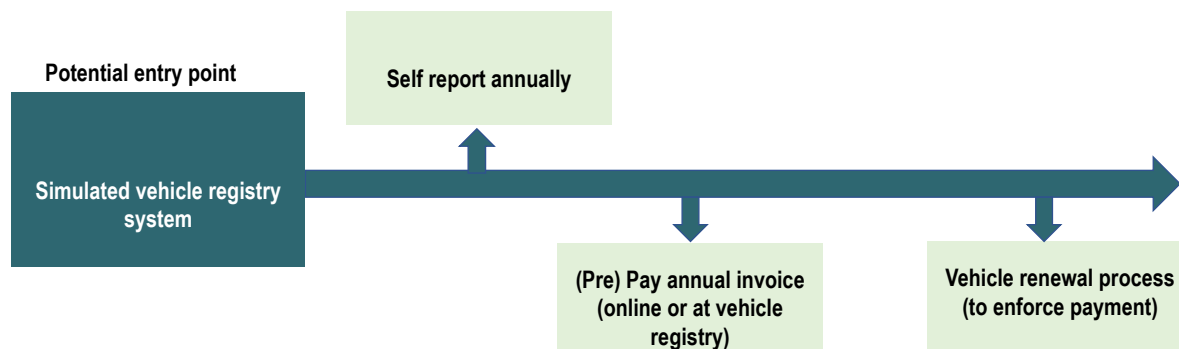 Potential entry point
Simulated vehicle registry
system
Self report annually
(Pre) Pay annual invoice
(online or at vehicle
registry)
Vehicle renewal process
(to enforce payment)